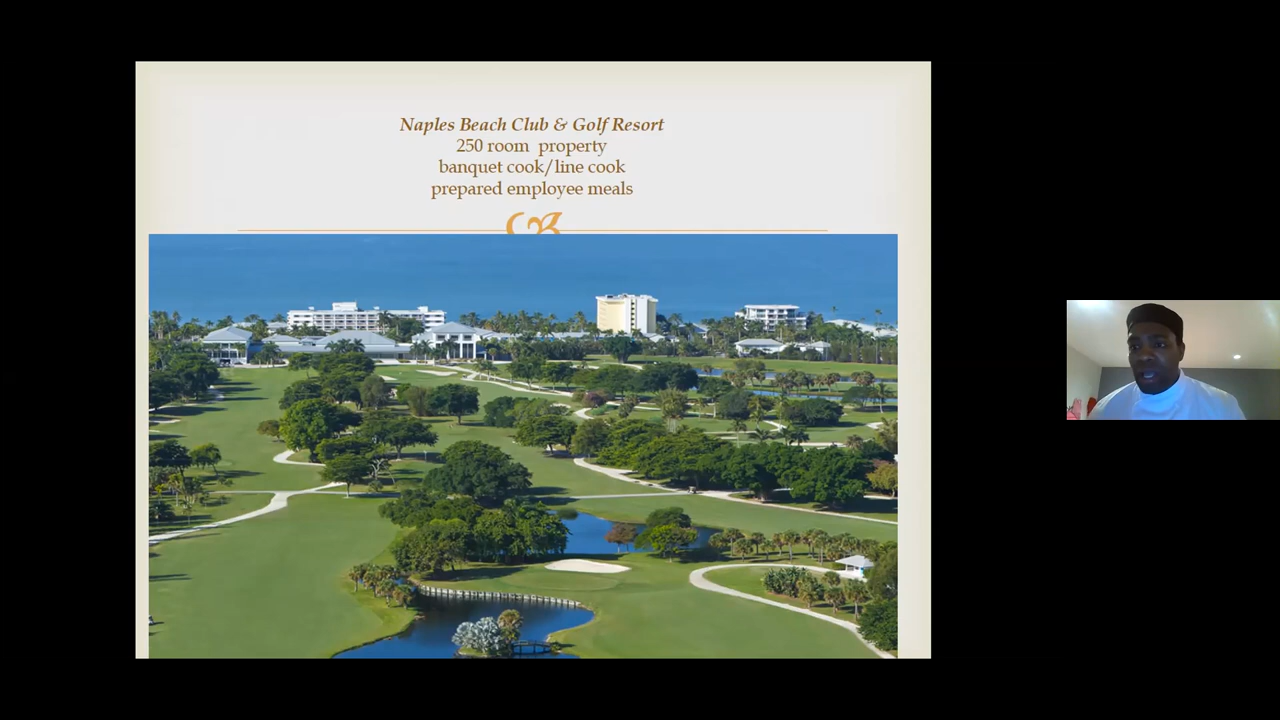 Naples Beach Club & Golf Resort
250 room property
banquet cook/line cook
prepared employee meals